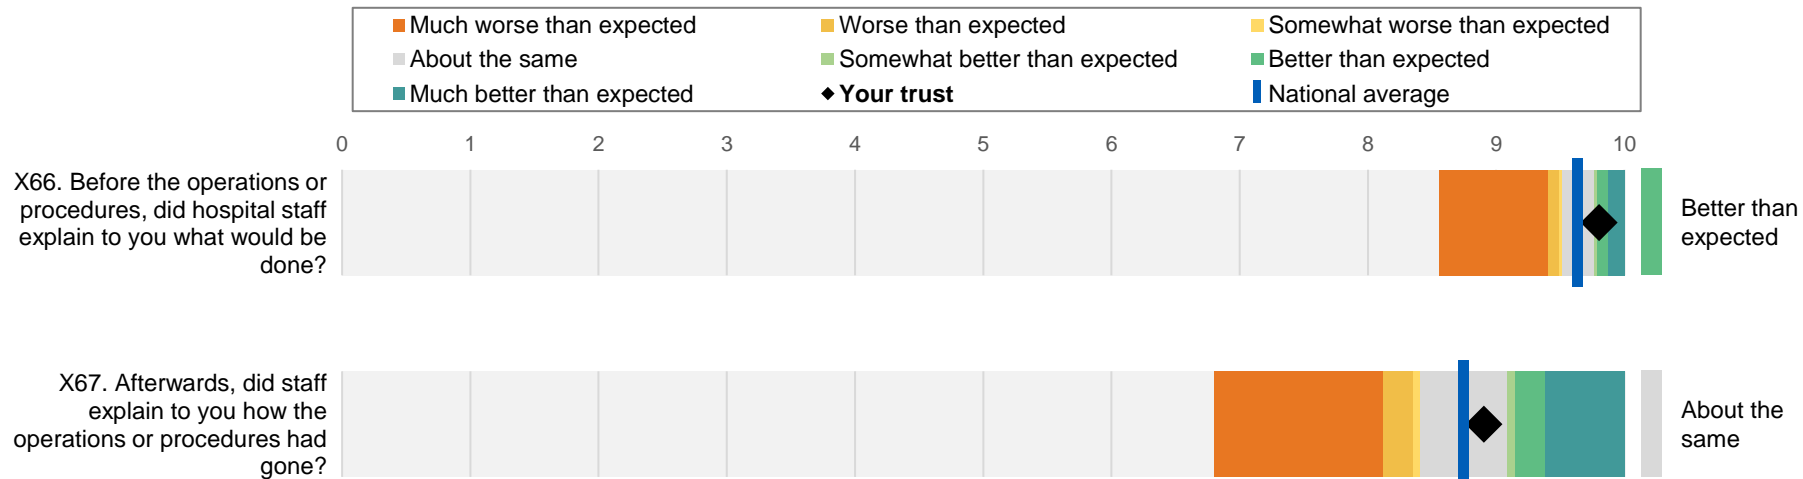 Much worse than expected
Worse than expected
Somewhat worse than expected
About the same
Somewhat better than expected
Better than expected
Much better than expected
Your trust
National average
0 1 2 3 4 5 6 7 8 9 10
X66. Before the operations or
procedures, did hospital staff
explain to you what would be
done?
Better than
expected
X67. Afterwards, did staff
explain to you how the
operations or procedures had
gone?
About the
same